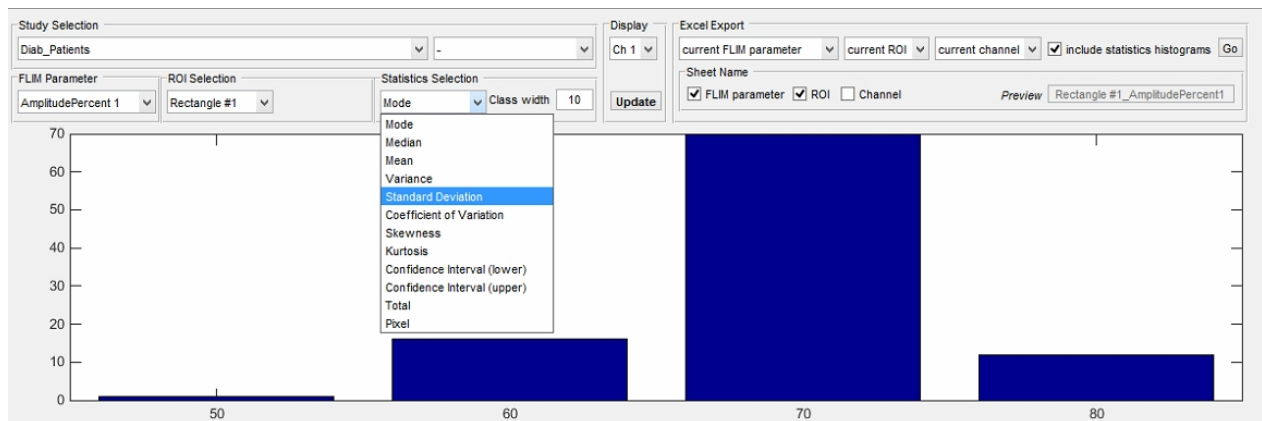 Study Selection
Diab_Patients
-
Display
Ch 1
Update
Excel Export
current FLIM parameter
current ROI
current channel
include statistics histograms
Go
Sheet Name
FLIM parameter
ROI
Channel
Preview
Rectangle #1_AmplitudePercent1
FLIM Parameter
AmplitudePercent 1
ROI Selection
Rectangle #1
Statistics Selection
Mode
Class width
10
Mode
Median
Mean
Variance
Standard Deviation
Coefficient of Variation
Skewness
Kurtosis
Confidence Interval (lower)
Confidence Interval (upper)
Total
Pixel
70
60
50
40
30
20
10
0
50
60
70
80